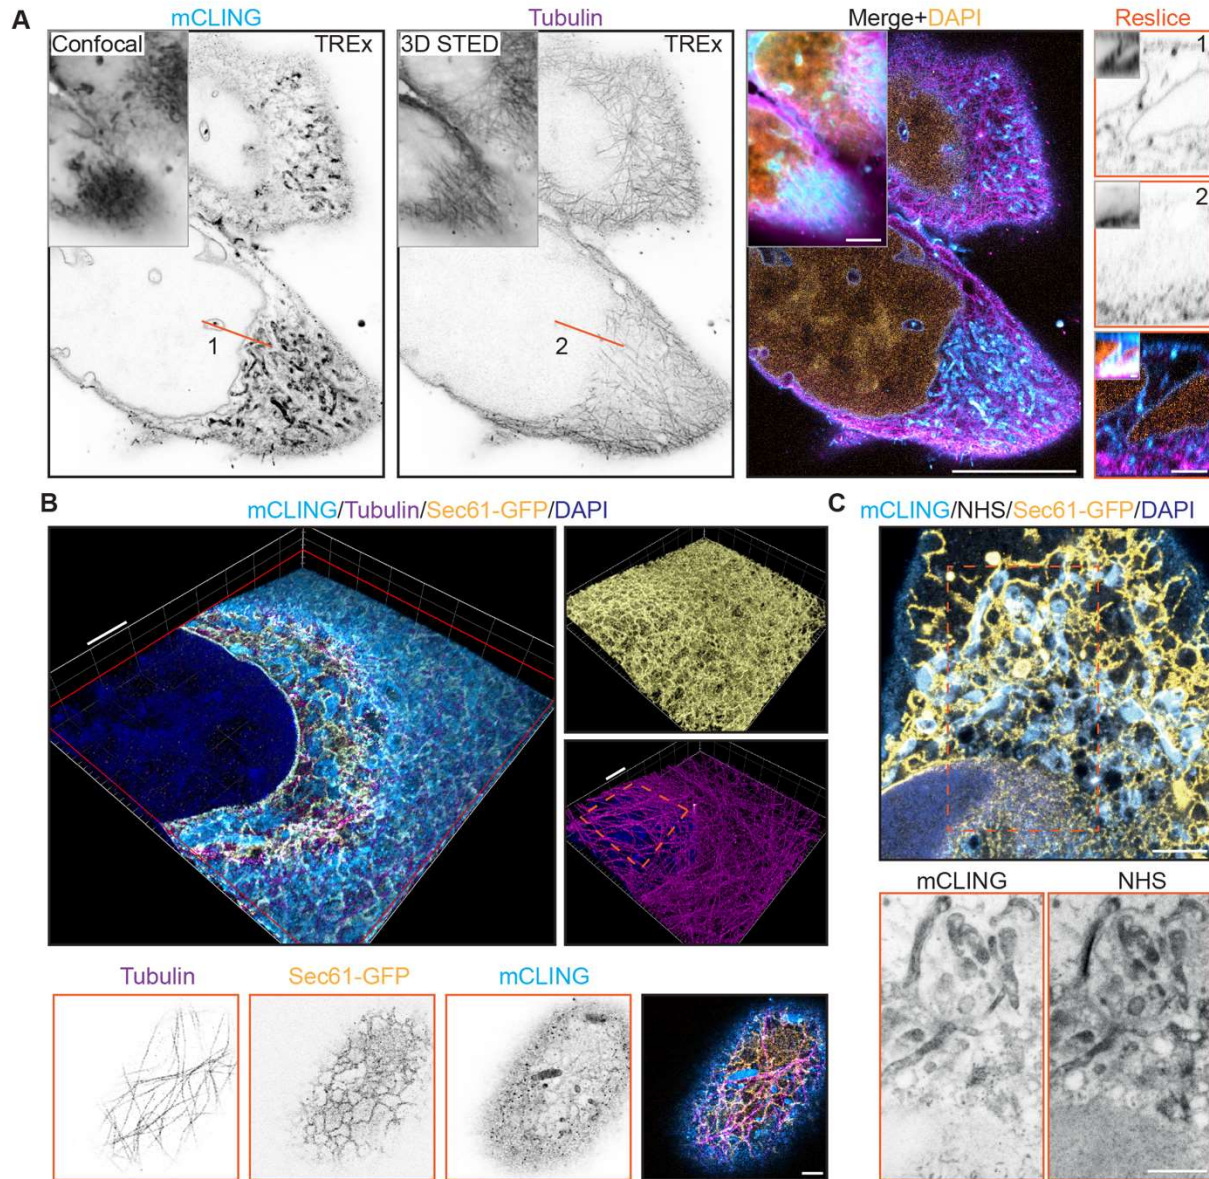 A
mCLING
Tubulin
Merge+DAPI
Reslice
Confocal
TREx
3D STED
TREx
1
2
1
2
B
mCLING/Tubulin/Sec61-GFP/DAPI
C
mCLING/NHS/Sec61-GFP/DAPI
mCLING
NHS
Tubulin
Sec61-GFP
mCLING